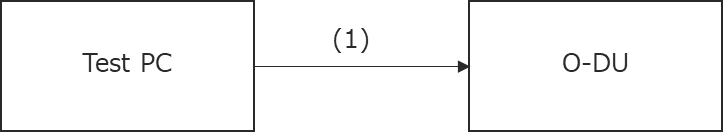 (1)
Test PC
O-DU